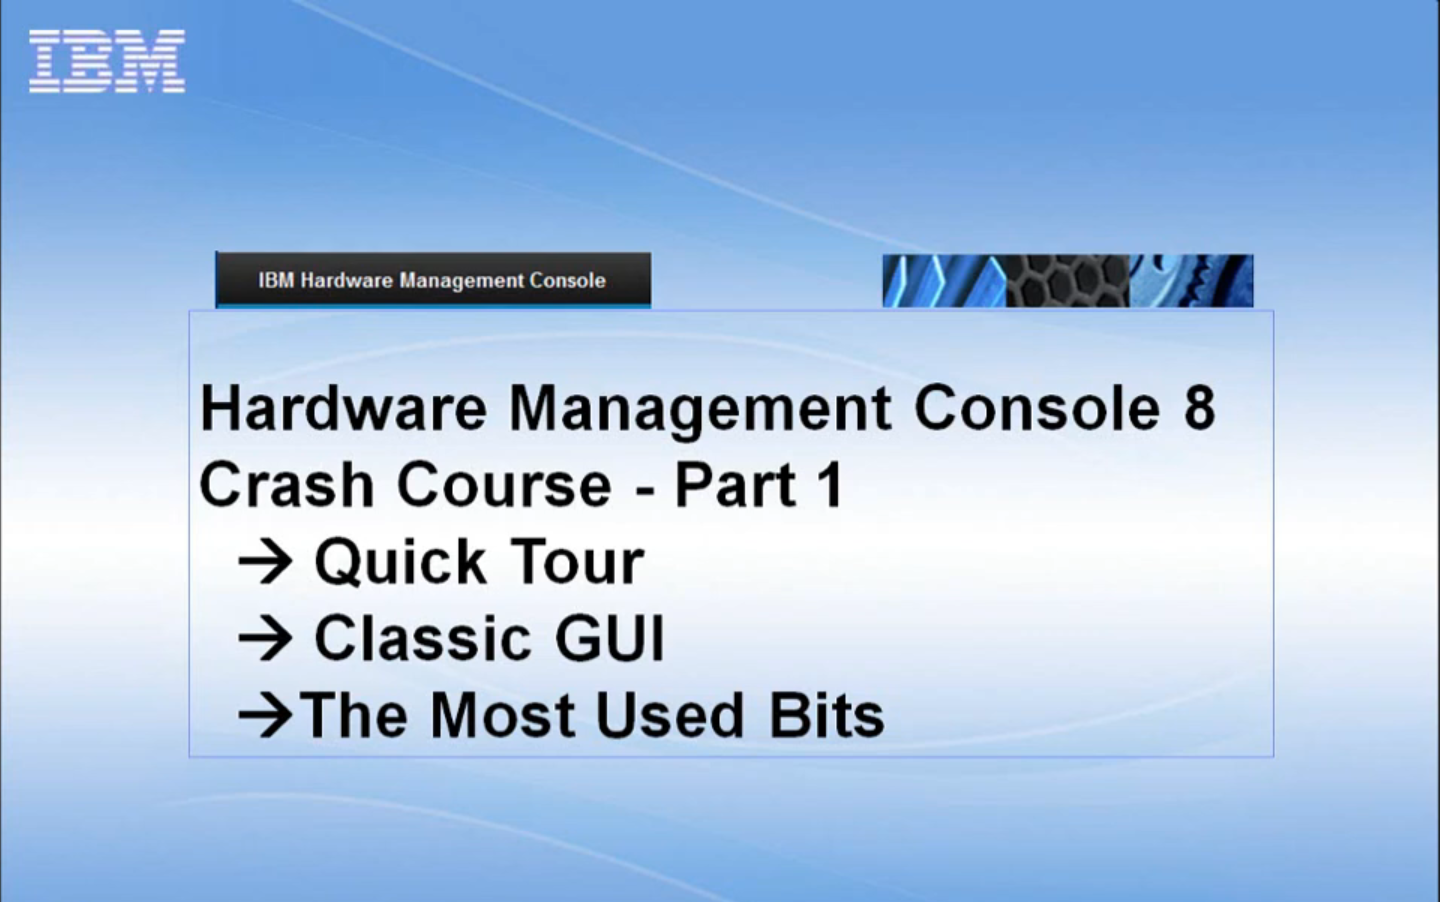 IBM
IBM Hardware Management Console
Hardware Management Console 8
Crash Course - Part 1
→ Quick Tour
→ Classic GUI
→The Most Used Bits